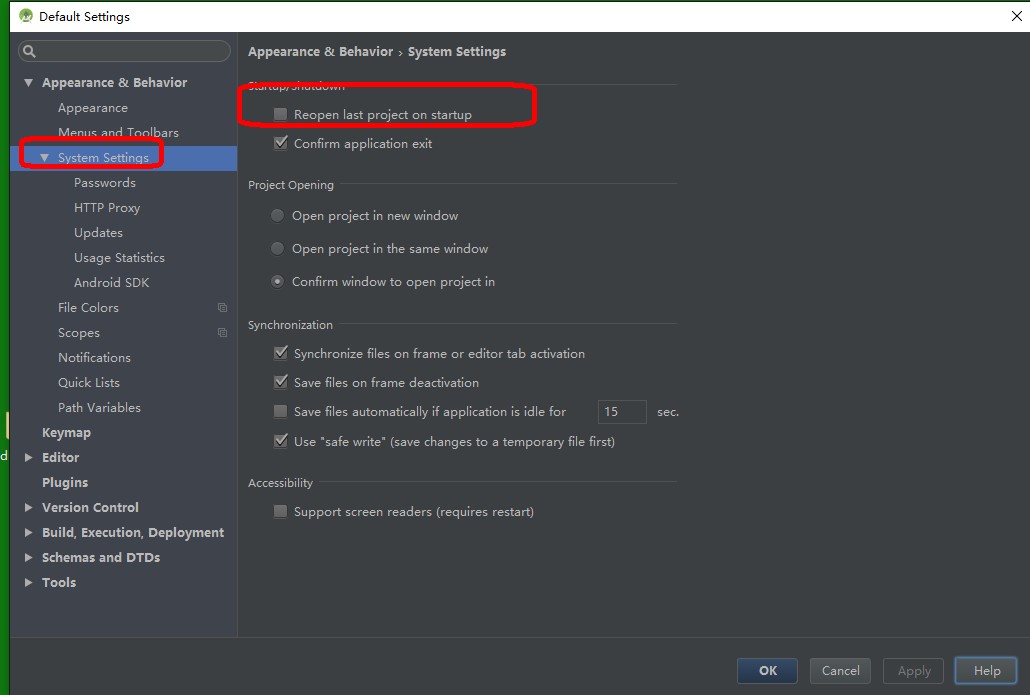 Default Settings
Appearance & Behavior › System Settings
Appearance & Behavior
Appearance
Menus and Toolbars
System Settings
Passwords
HTTP Proxy
Updates
Usage Statistics
Android SDK
File Colors
Scopes
Notifications
Quick Lists
Path Variables
Keymap
Editor
Plugins
Version Control
Build, Execution, Deployment
Schemas and DTDs
Tools
Startup/Shutdown
Reopen last project on startup
Confirm application exit
Project Opening
Open project in new window
Open project in the same window
Confirm window to open project in
Synchronization
Synchronize files on frame or editor tab activation
Save files on frame deactivation
Save files automatically if application is idle for 15 sec.
Use "safe write" (save changes to a temporary file first)
Accessibility
Support screen readers (requires restart)
OK Cancel Apply Help